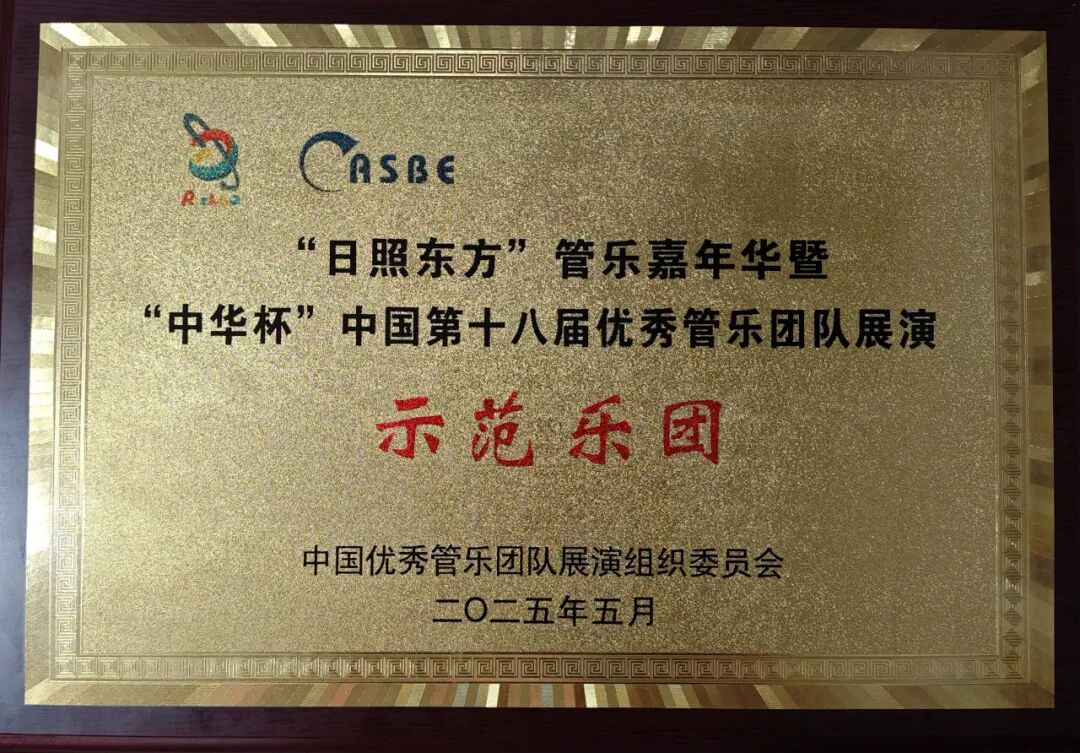 CASBE
“日照东方”管乐嘉年华暨
“中华杯”中国第十八届优秀管乐团队展演
示范乐团
中国优秀管乐团队展演组织委员会
二〇二五年五月